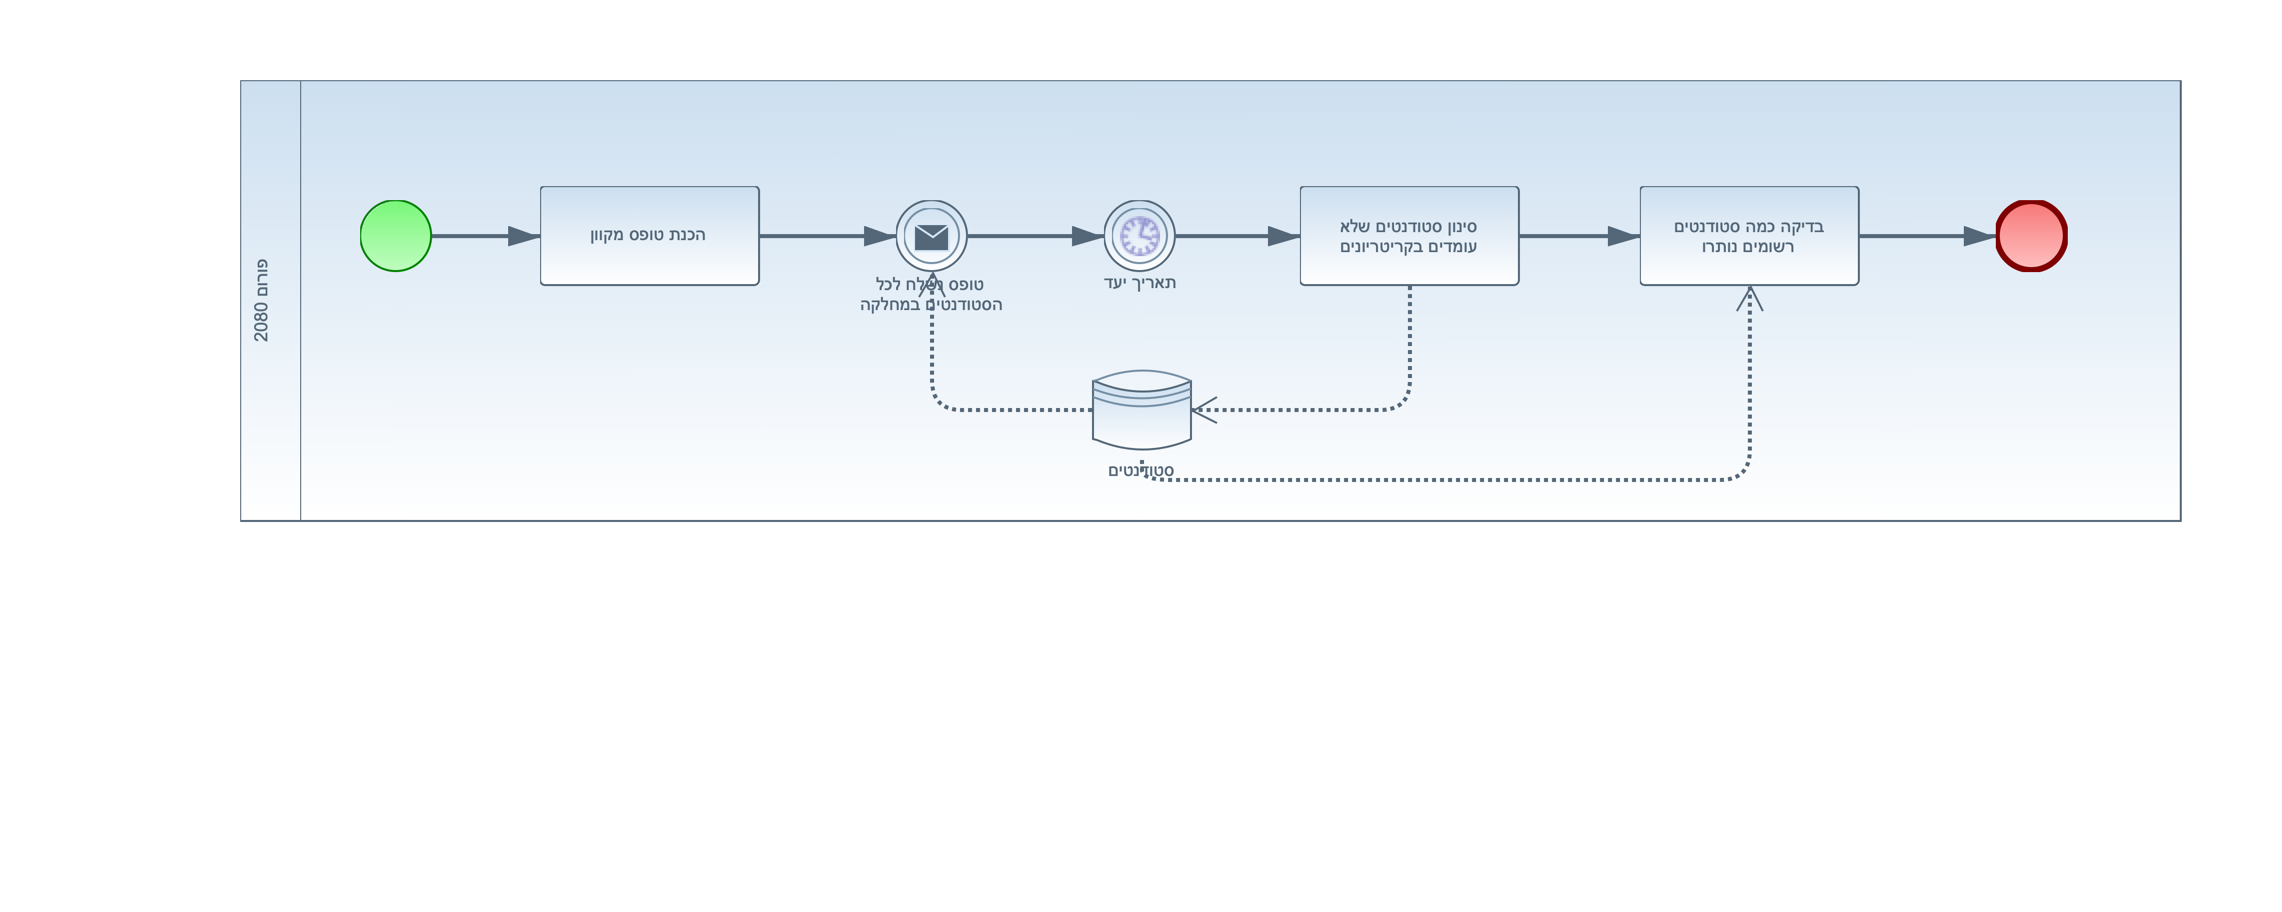 פורום 2080
הכנת טופס מקוון
טופס נשלח לכל
הסטודנטים במחלקה
תאריך יעד
סינון סטודנטים שלא
עומדים בקריטריונים
בדיקה כמה סטודנטים
רשומים נותרו
סטודנטים